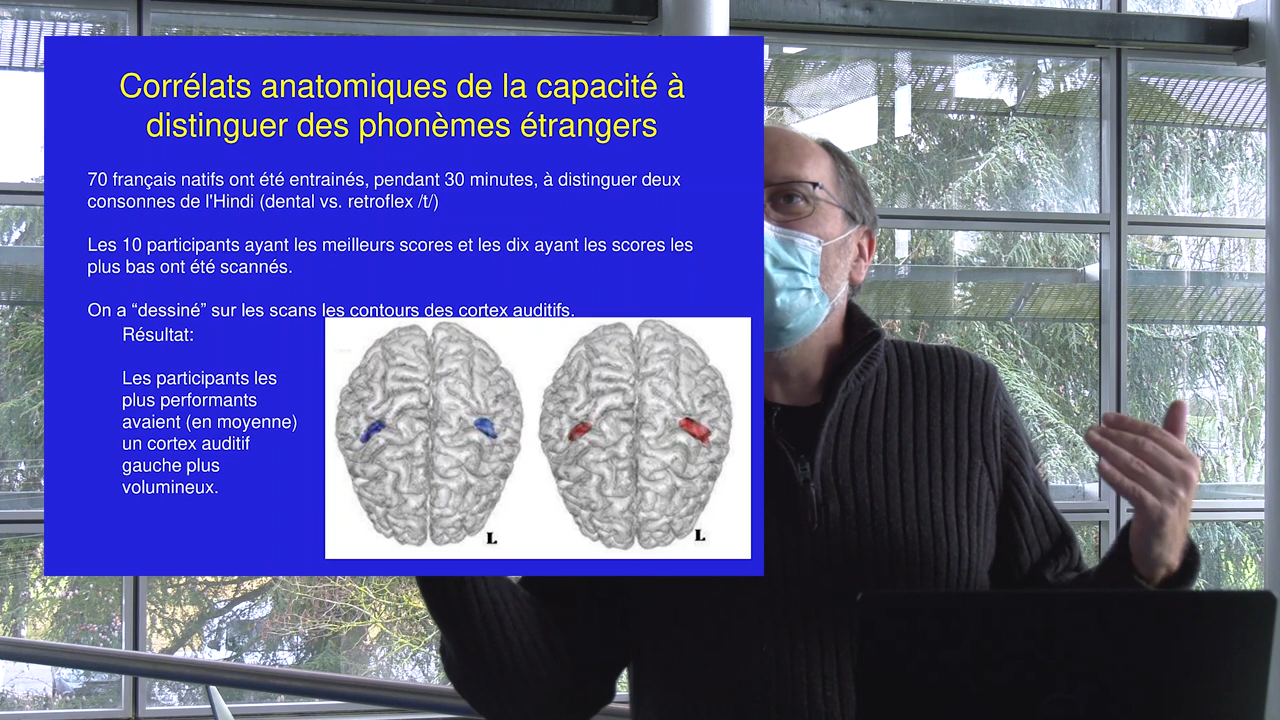 Corrélats anatomiques de la capacité à
distinguer des phonèmes étrangers
70 français natifs ont été entrainés, pendant 30 minutes, à distinguer deux
consonnes de l'Hindi (dental vs. retroflex /t/)
Les 10 participants ayant les meilleurs scores et les dix ayant les scores les
plus bas ont été scannés.
On a “dessiné” sur les scans les contours des cortex auditifs.
Résultat:
Les participants les
plus performants
avaient (en moyenne)
un cortex auditif
gauche plus
volumineux.
L
L